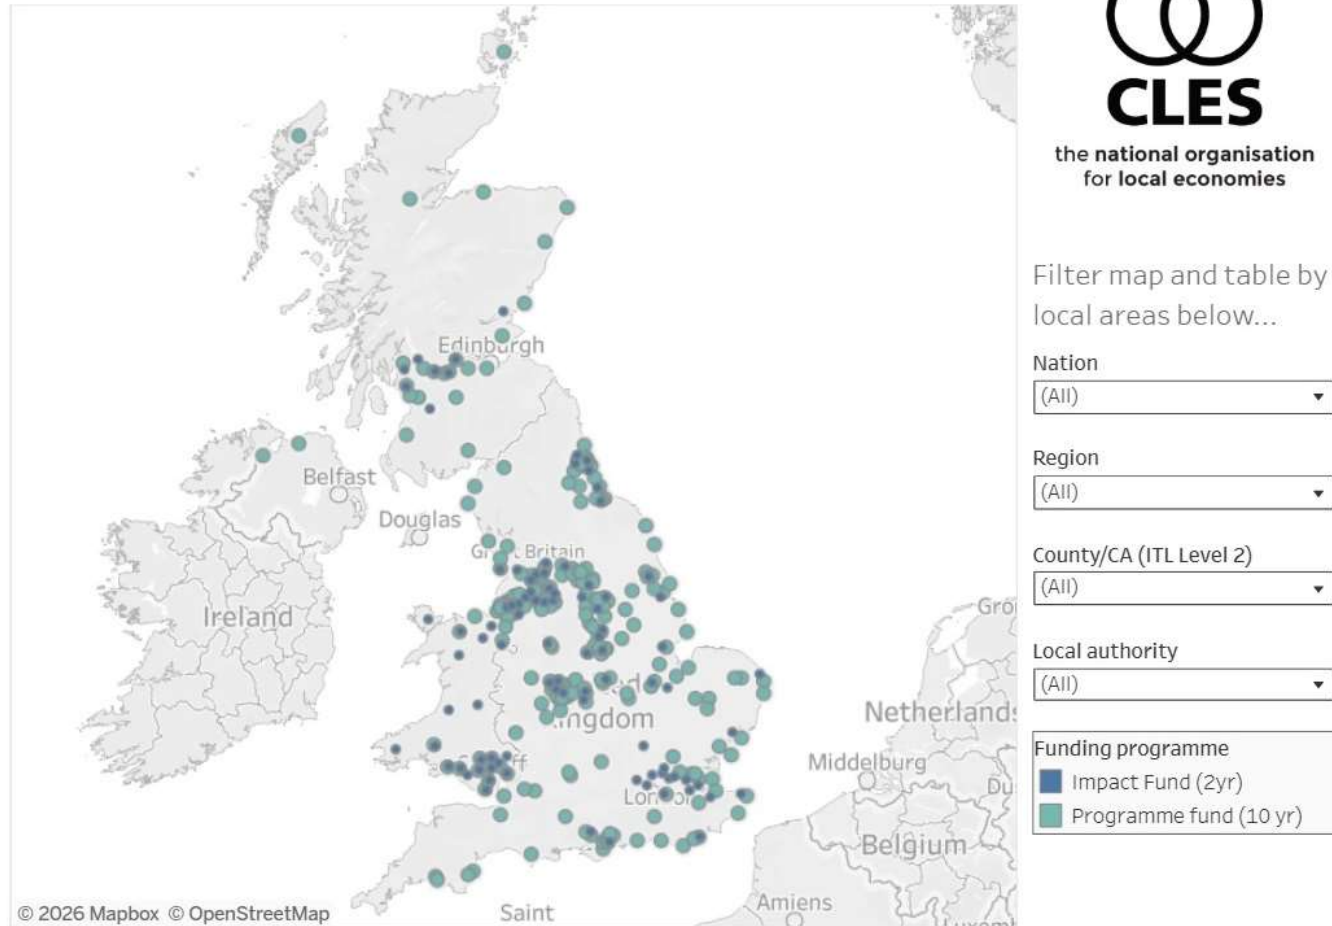 CLES
the national organisation
for local economies
Filter map and table by
local areas below...
Nation
(All)
Region
(All)
County/CA (ITL Level 2)
(All)
Local authority
(All)
Funding programme
Impact Fund (2yr)
Programme fund (10 yr)
Edinburgh
Belfast
Douglas
Britain
Ireland
Netherlands
Middelburg
Belgium
Amiens
Saint
© 2026 Mapbox © OpenStreetMap